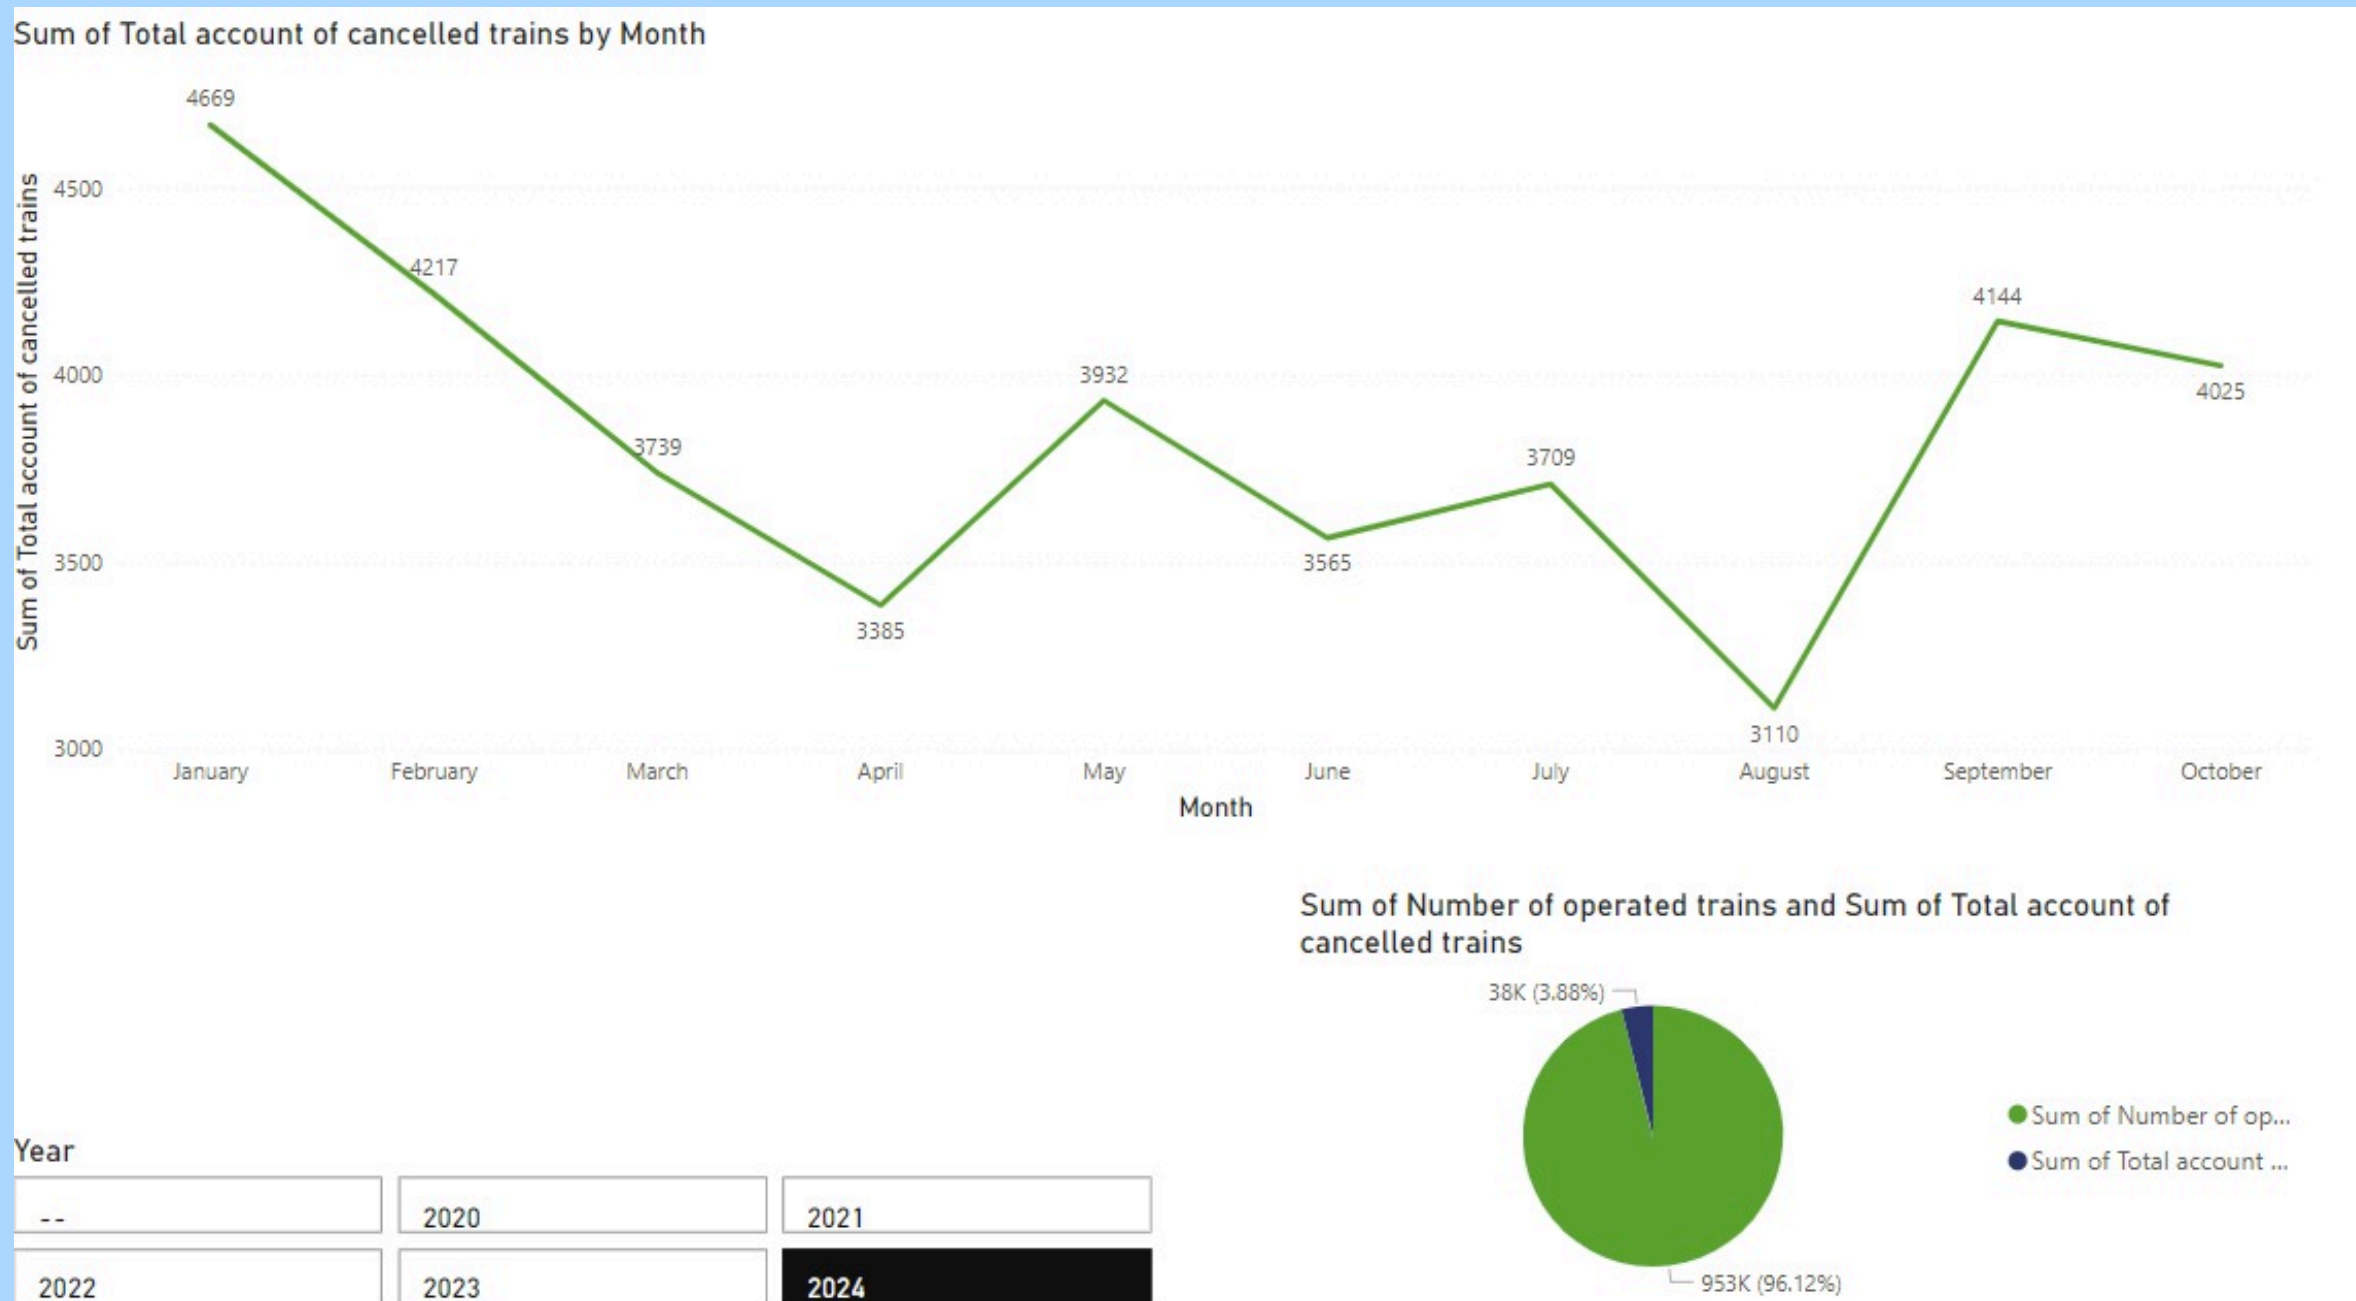 Sum of Total account of cancelled trains by Month
Sum of Total account of cancelled trains
4500
4000
3500
3000
4669
4217
3739
3385
3932
3565
3709
3110
4144
4025
January
February
March
April
May
June
July
August
September
October
Month
Sum of Number of operated trains and Sum of Total account of
cancelled trains
38K (3.88%)
953K (96.12%)
Sum of Number of op...
Sum of Total account ...
Year
--
2020
2021
2022
2023
2024